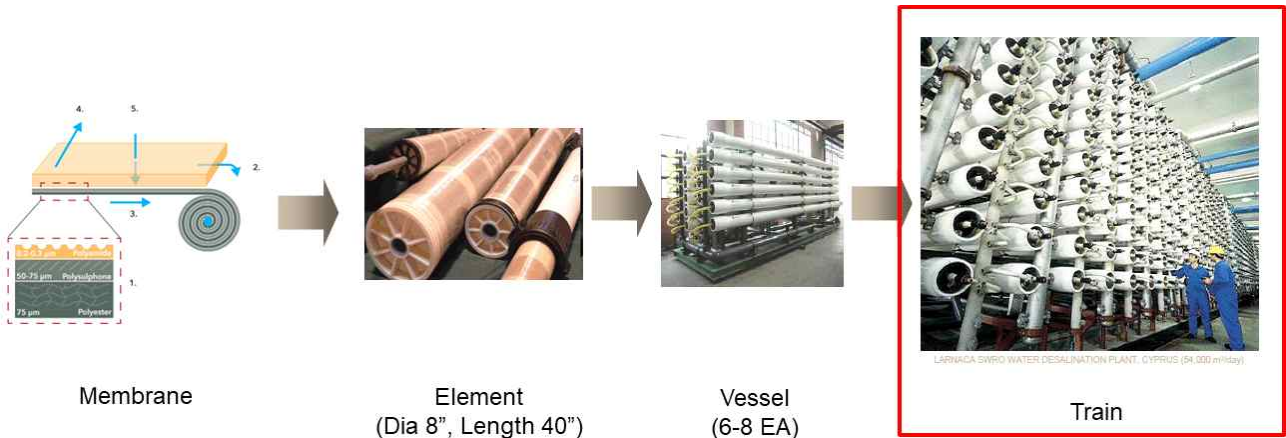 4.
5.
2.
3.
0.2-0.3 μm Polyamide
50-75 μm Polysulphone
1.
75 μm Polyester
LARNACA SWRO WATER DESALINATION PLANT. CYPRUS (54,000 m³/day)
Membrane
Element
(Dia 8”, Length 40”)
Vessel
(6-8 EA)
Train